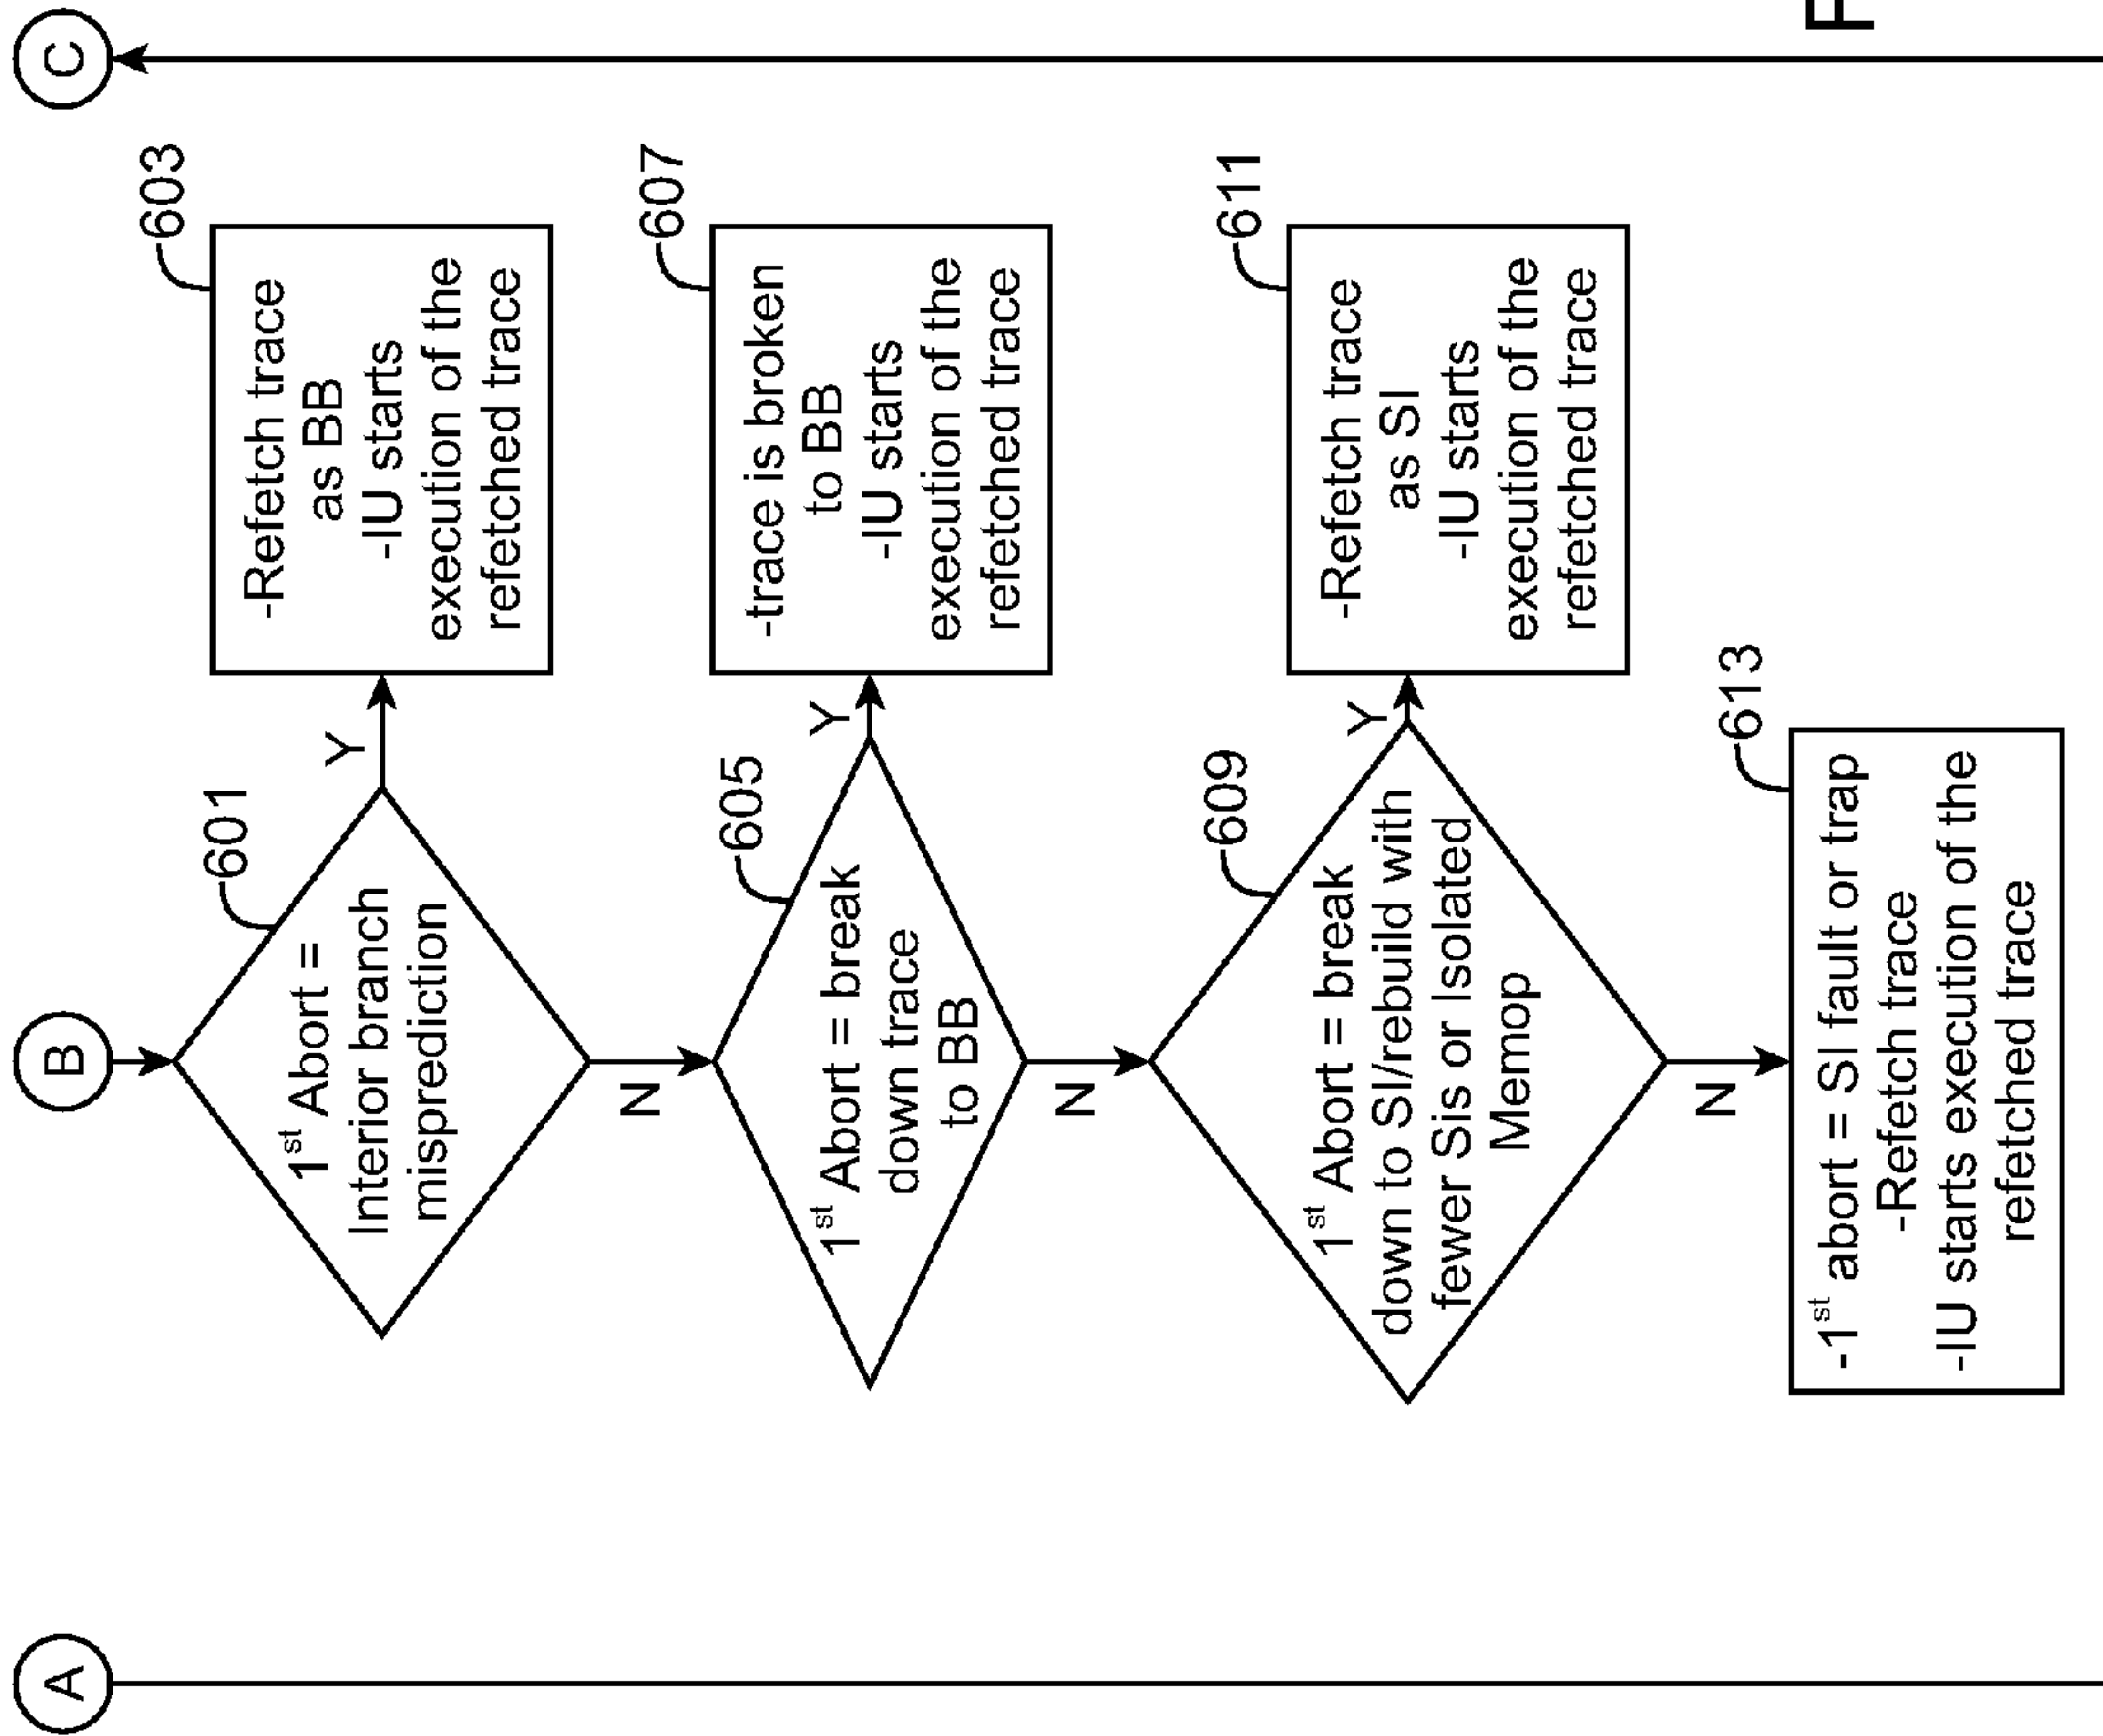 A
B
C
601
1st Abort =
Interior branch
misprediction
Y
603
-Refetch trace
as BB
-IU starts
execution of the
refetched trace
N
605
1st Abort = break
down trace
to BB
Y
607
-trace is broken
to BB
-IU starts
execution of the
refetched trace
N
609
1st Abort = break
down to SI/rebuild with
fewer Sis or Isolated
Memop
Y
611
-Refetch trace
as SI
-IU starts
execution of the
refetched trace
N
613
-1st abort = SI fault or trap
-Refetch trace
-IU starts execution of the
refetched trace
F